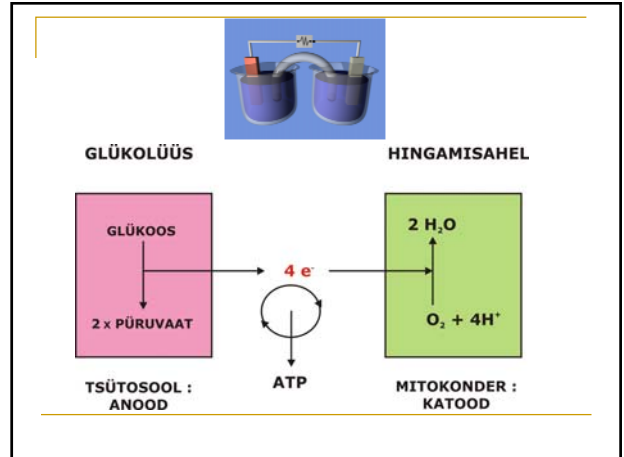 GLÜKOLÜÜS
HINGAMISAHEL
GLÜKOOS
2 x PÜRUVAAT
4 e⁻
ATP
2 H₂O
O₂ + 4H⁺
TSÜTOSOOL :
ANOOD
MITOKONDER :
KATOOD